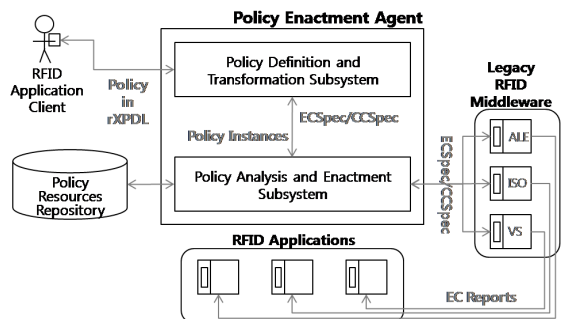 Policy Enactment Agent
RFID
Application
Client
Policy
in
rXPDL
Policy Definition and
Transformation Subsystem
Policy Instances
ECSpec/CCSpec
Policy Analysis and Enactment
Subsystem
Policy
Resources
Repository
Legacy
RFID
Middleware
ALE
ISO
VS
ECSpec/CCSpec
RFID Applications
EC Reports